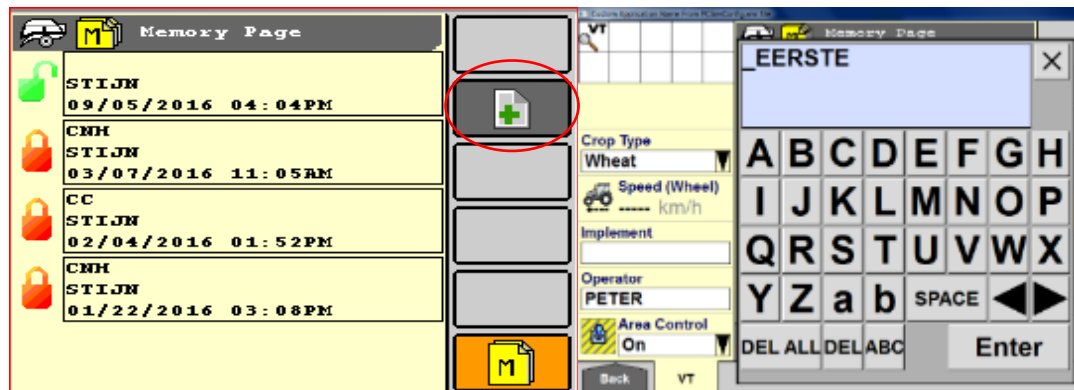 M Memory Page
STIJN
09/05/2016 04:04PM
CNH
STIJN
03/07/2016 11:05AM
CC
STIJN
02/04/2016 01:52PM
CNH
STIJN
01/22/2016 03:08PM
M
VT
Memory Page
Crop Type
Wheat
Speed (Wheel)
----- km/h
Implement
Operator
PETER
Area Control
On
Back VT
_EERSTE
A B C D E F G H
I J K L M N O P
Q R S T U V W X
Y Z a b SPACE
DEL ALL DEL ABC Enter